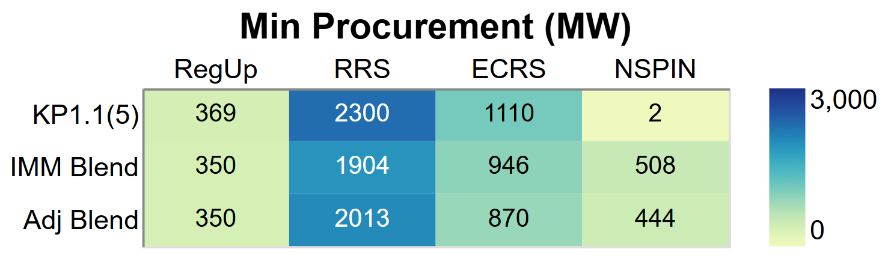 Min Procurement (MW)
RegUp RRS ECRS NSPIN
KP1.1(5) 369 2300 1110 2 3,000
IMM Blend 350 1904 946 508
Adj Blend 350 2013 870 444 0